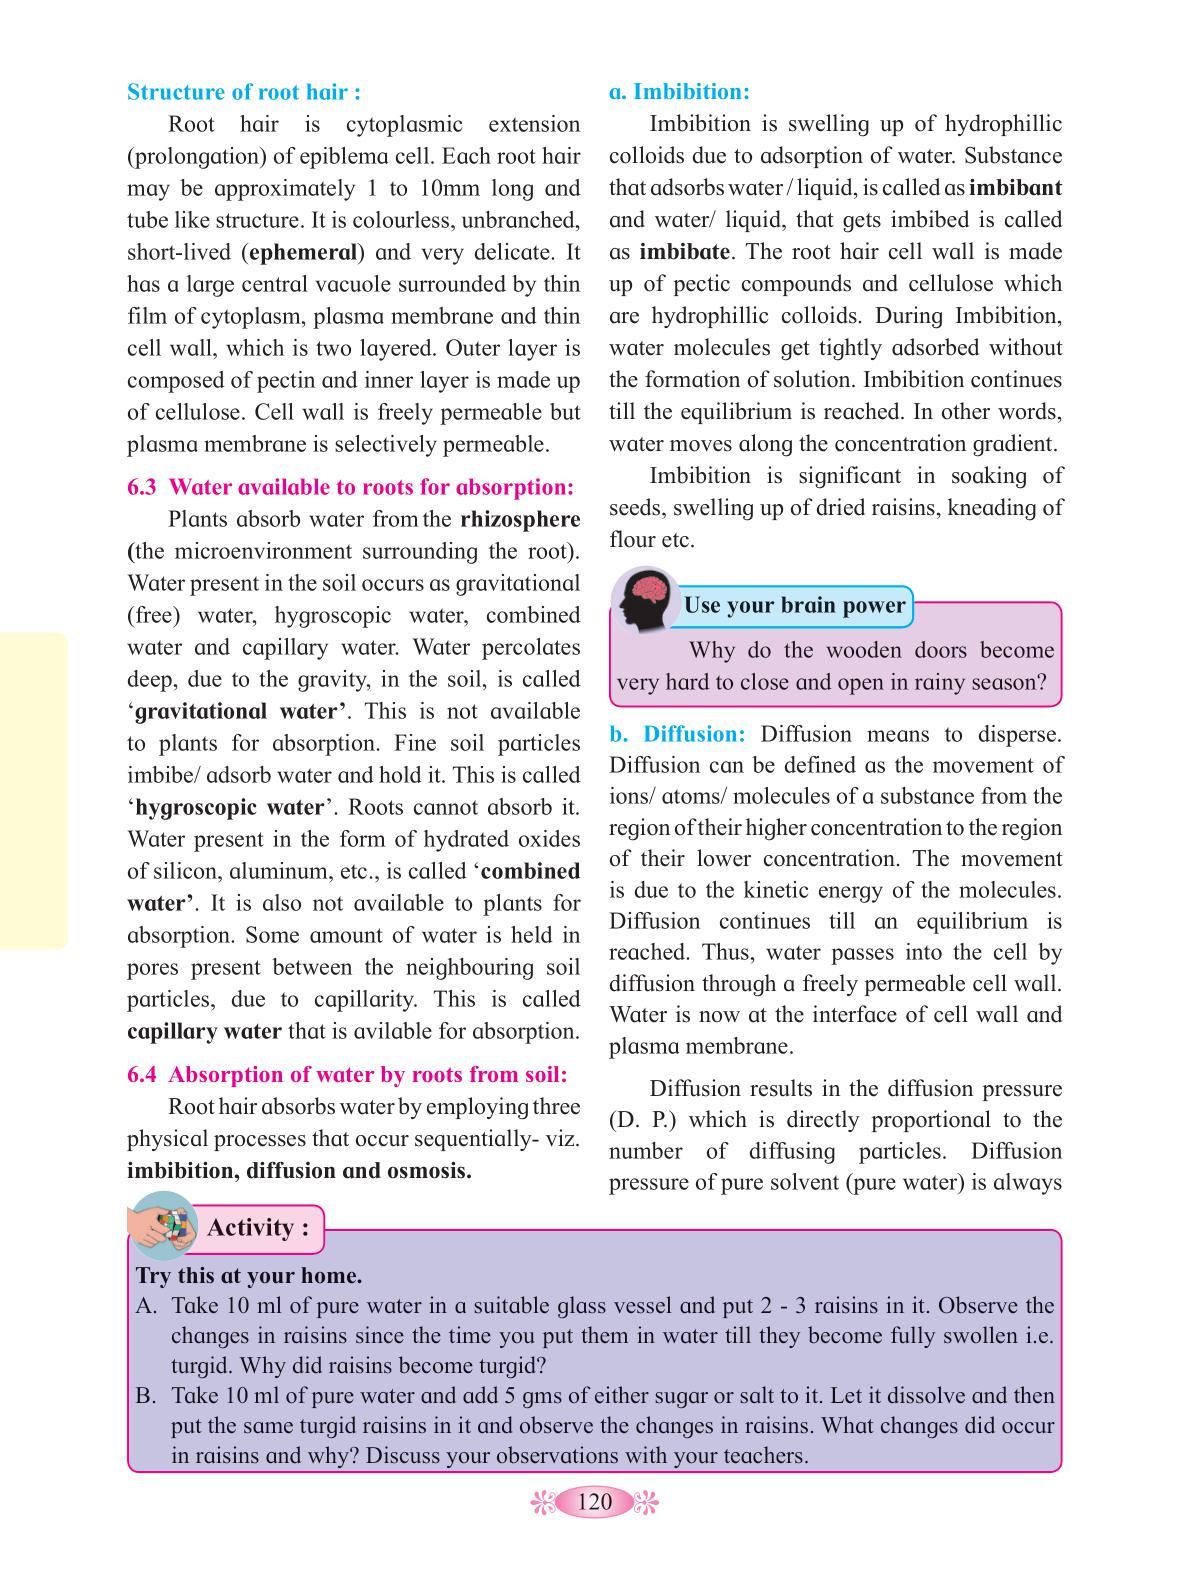 Structure of root hair :
Root hair is cytoplasmic extension
(prolongation) of epiblema cell. Each root hair
may be approximately 1 to 10mm long and
tube like structure. It is colourless, unbranched,
short-lived (ephemeral) and very delicate. It
has a large central vacuole surrounded by thin
film of cytoplasm, plasma membrane and thin
cell wall, which is two layered. Outer layer is
composed of pectin and inner layer is made up
of cellulose. Cell wall is freely permeable but
plasma membrane is selectively permeable.
6.3 Water available to roots for absorption:
Plants absorb water from the rhizosphere
(the microenvironment surrounding the root).
Water present in the soil occurs as gravitational
(free) water, hygroscopic water, combined
water and capillary water. Water percolates
deep, due to the gravity, in the soil, is called
‘gravitational water’. This is not available
to plants for absorption. Fine soil particles
imbibe/ adsorb water and hold it. This is called
‘hygroscopic water’. Roots cannot absorb it.
Water present in the form of hydrated oxides
of silicon, aluminum, etc., is called ‘combined
water’. It is also not available to plants for
absorption. Some amount of water is held in
pores present between the neighbouring soil
particles, due to capillarity. This is called
capillary water that is avilable for absorption.
6.4 Absorption of water by roots from soil:
Root hair absorbs water by employing three
physical processes that occur sequentially- viz.
imbibition, diffusion and osmosis.
a. Imbibition:
Imbibition is swelling up of hydrophillic
colloids due to adsorption of water. Substance
that adsorbs water / liquid, is called as imbibant
and water/ liquid, that gets imbibed is called
as imbibate. The root hair cell wall is made
up of pectic compounds and cellulose which
are hydrophillic colloids. During Imbibition,
water molecules get tightly adsorbed without
the formation of solution. Imbibition continues
till the equilibrium is reached. In other words,
water moves along the concentration gradient.
Imbibition is significant in soaking of
seeds, swelling up of dried raisins, kneading of
flour etc.
Use your brain power
Why do the wooden doors become
very hard to close and open in rainy season?
b. Diffusion: Diffusion means to disperse.
Diffusion can be defined as the movement of
ions/ atoms/ molecules of a substance from the
region of their higher concentration to the region
of their lower concentration. The movement
is due to the kinetic energy of the molecules.
Diffusion continues till an equilibrium is
reached. Thus, water passes into the cell by
diffusion through a freely permeable cell wall.
Water is now at the interface of cell wall and
plasma membrane.
Diffusion results in the diffusion pressure
(D. P.) which is directly proportional to the
number of diffusing particles. Diffusion
pressure of pure solvent (pure water) is always
Activity :
Try this at your home.
A. Take 10 ml of pure water in a suitable glass vessel and put 2 - 3 raisins in it. Observe the
changes in raisins since the time you put them in water till they become fully swollen i.e.
turgid. Why did raisins become turgid?
B. Take 10 ml of pure water and add 5 gms of either sugar or salt to it. Let it dissolve and then
put the same turgid raisins in it and observe the changes in raisins. What changes did occur
in raisins and why? Discuss your observations with your teachers.
120